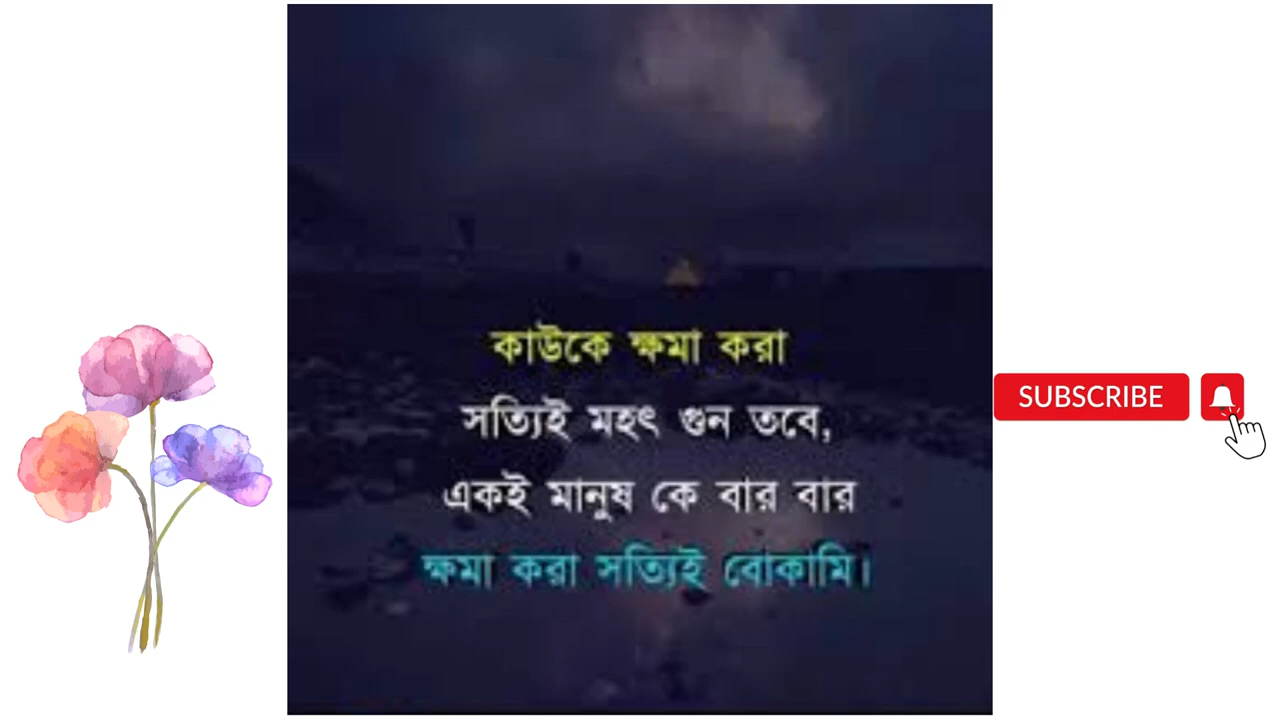 কাউকে ক্ষমা করা
সত্যিই মহৎ গুন তবে,
একই মানুষ কে বার বার
ক্ষমা করা সত্যিই বোকামি।
SUBSCRIBE